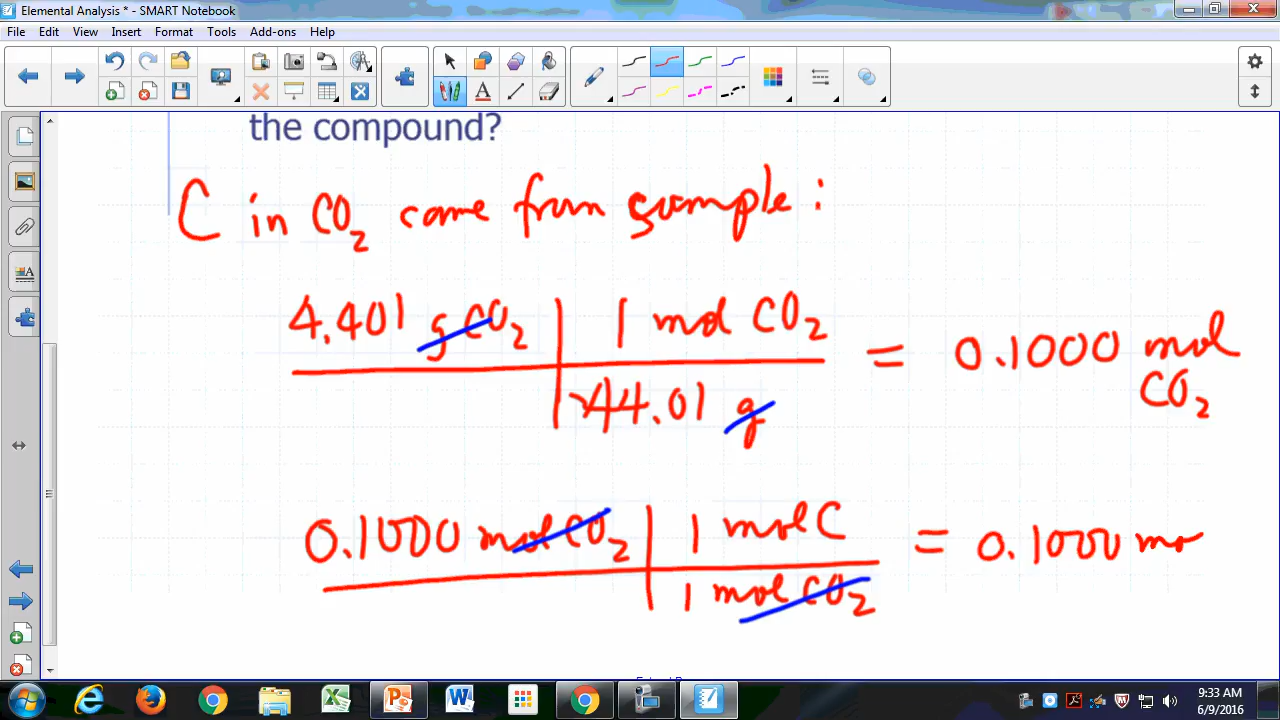 Elemental Analysis * - SMART Notebook
File Edit View Insert Format Tools Add-ons Help
the compound?
C in CO₂ came from sample:
4.401 g CO₂ | 1 mol CO₂
44.01 g
= 0.1000 mol
CO₂
0.1000 mol CO₂ | 1 mol C
1 mol CO₂
= 0.1000 mo
9:33 AM
6/9/2016